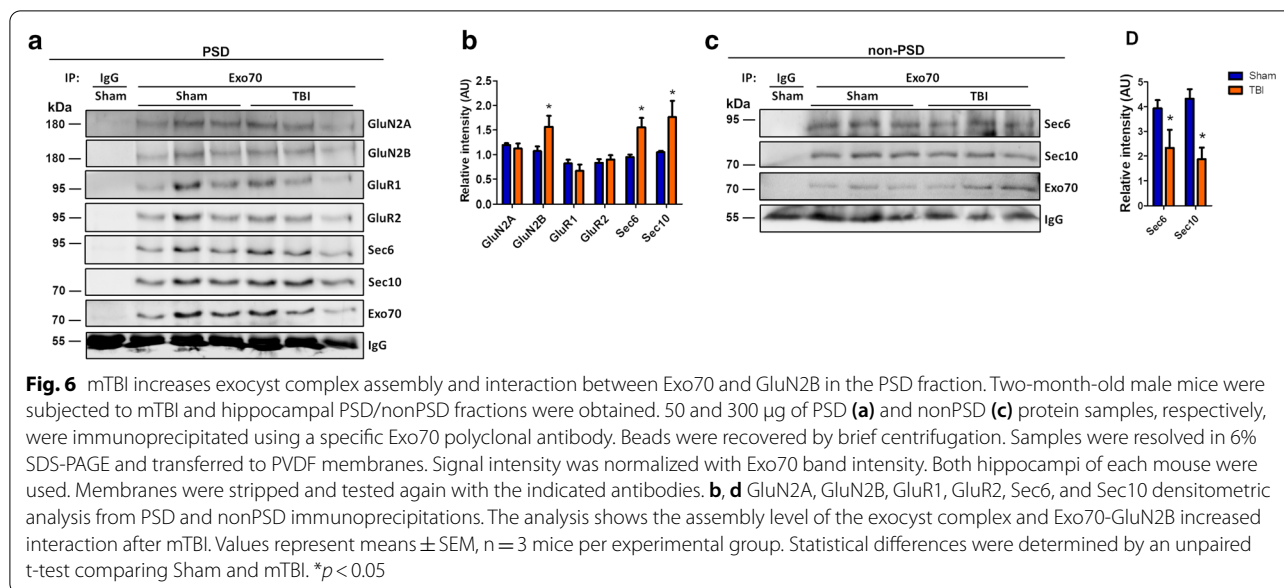 a
PSD
IP: IgG Exo70
Sham Sham TBI
kDa
180 GluN2A
180 GluN2B
95 GluR1
95 GluR2
95 Sec6
70 Sec10
70 Exo70
55 IgG
b
Relative intensity (AU)
2.5
2.0
1.5
1.0
0.5
0.0
* * *
GluN2A GluN2B GluR1 GluR2 Sec6 Sec10
c
non-PSD
IP: IgG Exo70
Sham Sham TBI
kDa
95 Sec6
70 Sec10
70 Exo70
55 IgG
D
Sham
TBI
Relative intensity (AU)
6
5
4
3
2
1
0
* *
Sec6 Sec10
Fig. 6 mTBI increases exocyst complex assembly and interaction between Exo70 and GluN2B in the PSD fraction. Two-month-old male mice were
subjected to mTBI and hippocampal PSD/nonPSD fractions were obtained. 50 and 300 µg of PSD (a) and nonPSD (c) protein samples, respectively,
were immunoprecipitated using a specific Exo70 polyclonal antibody. Beads were recovered by brief centrifugation. Samples were resolved in 6%
SDS-PAGE and transferred to PVDF membranes. Signal intensity was normalized with Exo70 band intensity. Both hippocampi of each mouse were
used. Membranes were stripped and tested again with the indicated antibodies. b, d GluN2A, GluN2B, GluR1, GluR2, Sec6, and Sec10 densitometric
analysis from PSD and nonPSD immunoprecipitations. The analysis shows the assembly level of the exocyst complex and Exo70-GluN2B increased
interaction after mTBI. Values represent means ± SEM, n = 3 mice per experimental group. Statistical differences were determined by an unpaired
t-test comparing Sham and mTBI. *p < 0.05